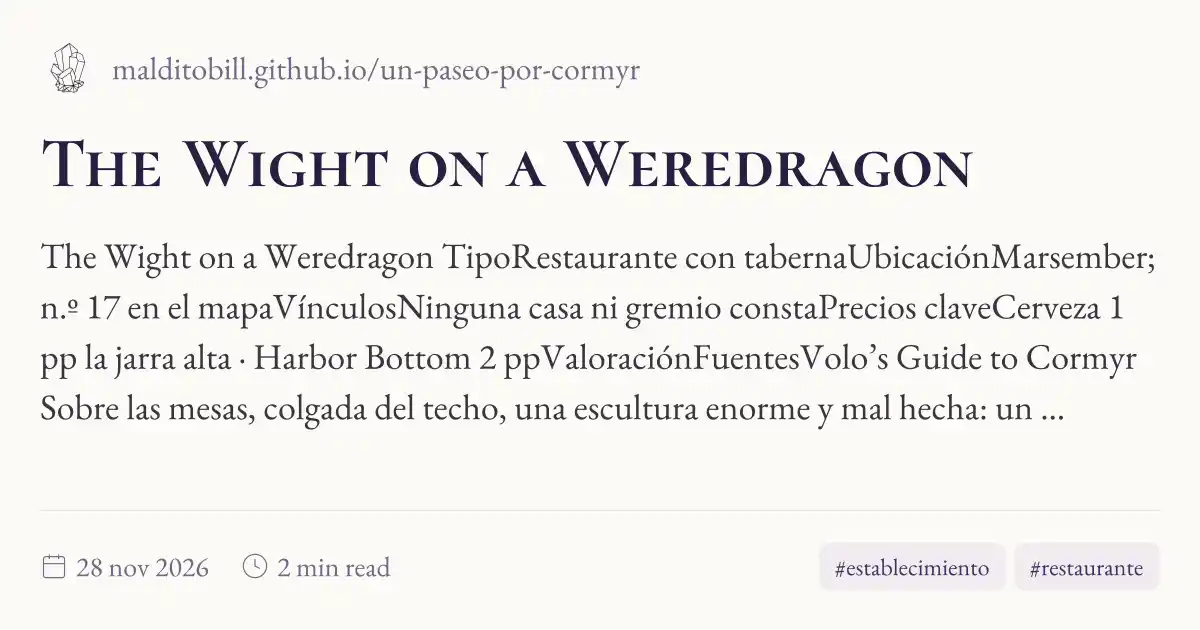 malditobill.github.io/un-paseo-por-cormyr
The Wight on a Weredragon
The Wight on a Weredragon TipoRestaurante con tabernaUbicaciónMarsember;
n.º 17 en el mapaVínculosNinguna casa ni gremio constaPrecios claveCerveza 1
pp la jarra alta · Harbor Bottom 2 ppValoraciónFuentesVolo’s Guide to Cormyr
Sobre las mesas, colgada del techo, una escultura enorme y mal hecha: un ...
28 nov 2026
2 min read
#establecimiento
#restaurante